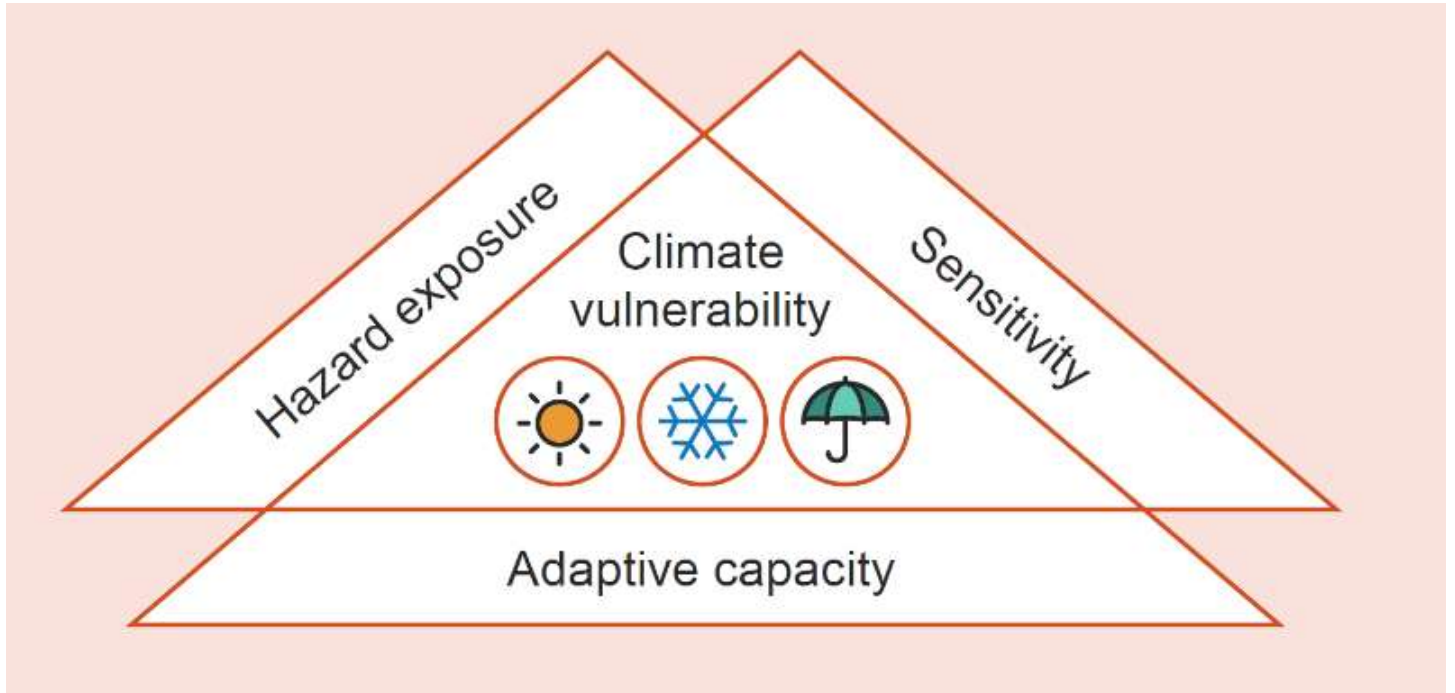 Hazard exposure
Climate
vulnerability
Sensitivity
Adaptive capacity